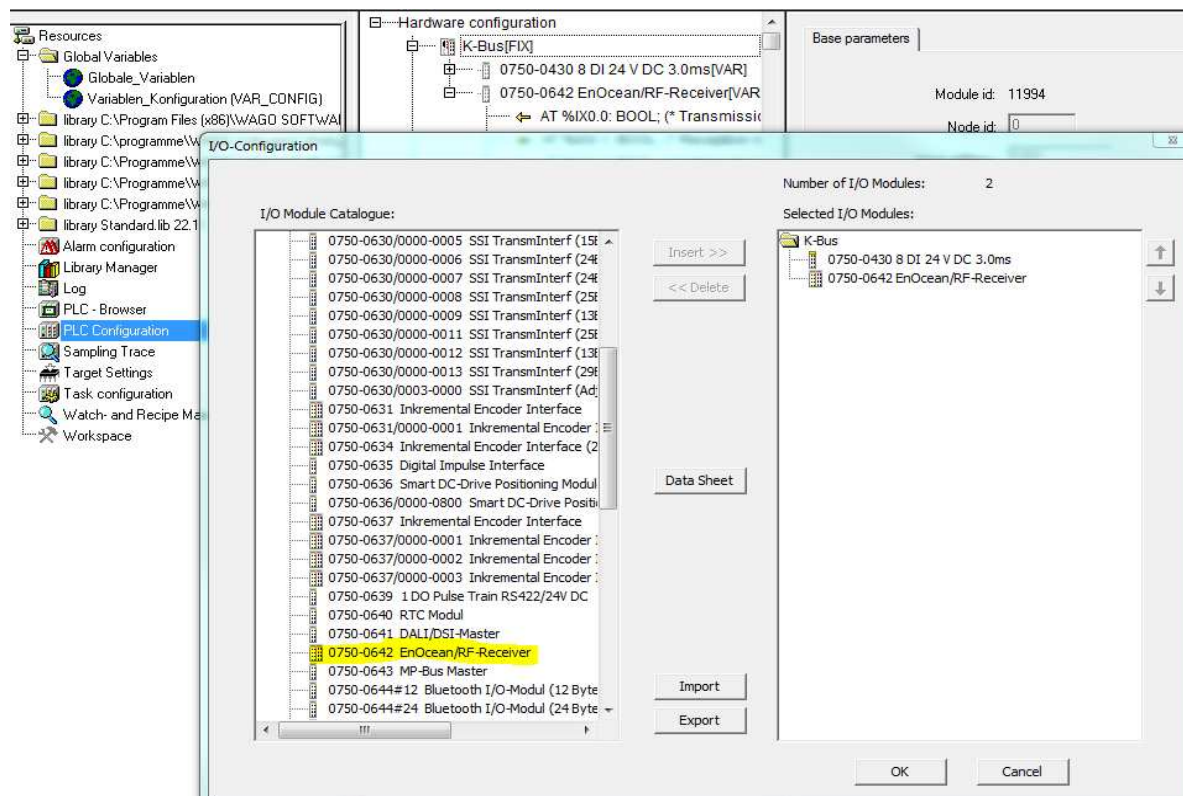 Resources
Global Variables
Globale_Variablen
Variablen_Konfiguration (VAR_CONFIG)
library C:\Program Files (x86)\WAGO SOFTWA
library C:\programme\W
library C:\Programme\W
library C:\Programme\W
library C:\Programme\W
library Standard.lib 22.1
Alarm configuration
Library Manager
Log
PLC - Browser
PLC Configuration
Sampling Trace
Target Settings
Task configuration
Watch- and Recipe Ma
Workspace
Hardware configuration
K-Bus[FIX]
0750-0430 8 DI 24 V DC 3.0ms[VAR]
0750-0642 EnOcean/RF-Receiver[VAR
AT %IX0.0: BOOL; (* Transmissic
Base parameters
Module id: 11994
Node id: 0
I/O-Configuration
I/O Module Catalogue:
0750-0630/0000-0005 SSI TransmInterf (15E
0750-0630/0000-0006 SSI TransmInterf (24E
0750-0630/0000-0007 SSI TransmInterf (24E
0750-0630/0000-0008 SSI TransmInterf (25E
0750-0630/0000-0009 SSI TransmInterf (13E
0750-0630/0000-0011 SSI TransmInterf (25E
0750-0630/0000-0012 SSI TransmInterf (13E
0750-0630/0000-0013 SSI TransmInterf (29E
0750-0630/0003-0000 SSI TransmInterf (Adj
0750-0631 Inkremental Encoder Interface
0750-0631/0000-0001 Inkremental Encoder
0750-0634 Inkremental Encoder Interface (2
0750-0635 Digital Impulse Interface
0750-0636 Smart DC-Drive Positioning Modul
0750-0636/0000-0800 Smart DC-Drive Positi
0750-0637 Inkremental Encoder Interface
0750-0637/0000-0001 Inkremental Encoder I
0750-0637/0000-0002 Inkremental Encoder I
0750-0637/0000-0003 Inkremental Encoder I
0750-0639 1 DO Pulse Train RS422/24V DC
0750-0640 RTC Modul
0750-0641 DALI/DSI-Master
0750-0642 EnOcean/RF-Receiver
0750-0643 MP-Bus Master
0750-0644#12 Bluetooth I/O-Modul (12 Byte
0750-0644#24 Bluetooth I/O-Modul (24 Byte
Insert >>
<< Delete
Data Sheet
Import
Export
Number of I/O Modules: 2
Selected I/O Modules:
K-Bus
0750-0430 8 DI 24 V DC 3.0ms
0750-0642 EnOcean/RF-Receiver
OK
Cancel